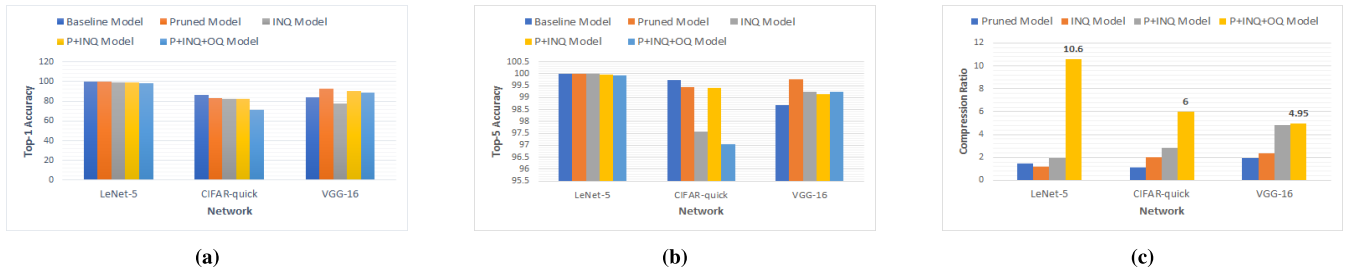 Baseline Model Pruned Model INQ Model
P+INQ Model P+INQ+OQ Model
Top-1 Accuracy
120
100
80
60
40
20
0
LeNet-5 CIFAR-quick VGG-16
Network
(a)
Baseline Model Pruned Model INQ Model
P+INQ Model P+INQ+OQ Model
Top-5 Accuracy
100.5
100
99.5
99
98.5
98
97.5
97
96.5
96
95.5
LeNet-5 CIFAR-quick VGG-16
Network
(b)
Pruned Model INQ Model P+INQ Model P+INQ+OQ Model
Compression Ratio
12
10
8
6
4
2
0
10.6
6
4.95
LeNet-5 CIFAR-quick VGG-16
Network
(c)